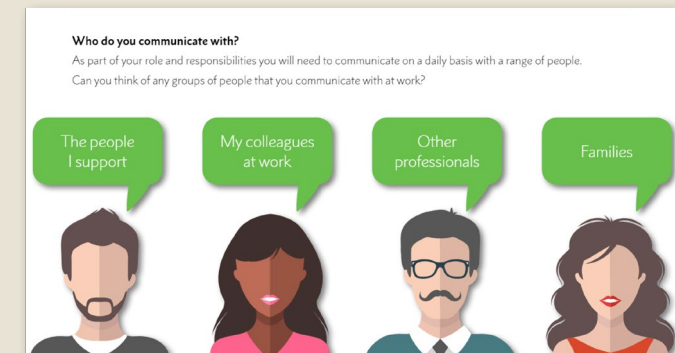 Who do you communicate with?
As part of your role and responsibilities you will need to communicate on a daily basis with a range of people.
Can you think of any groups of people that you communicate with at work?
The people
I support
My colleagues
at work
Other
professionals
Families